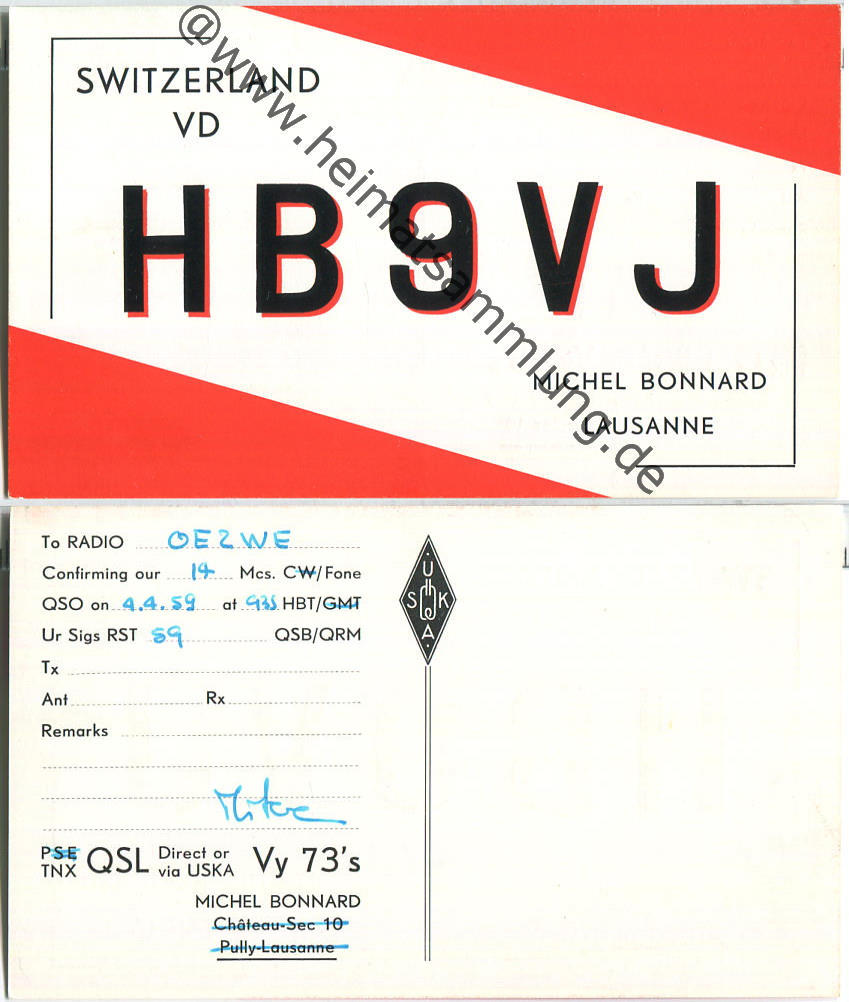 SWITZERLAND
VD
HB9VJ
MICHEL BONNARD
LAUSANNE
@www.heimatsammlung.de
To RADIO OE2WE
Confirming our 14 Mcs. CW/Fone
QSO on 4.4.59 at 935 HBT/GMT
Ur Sigs RST 59 QSB/QRM
Tx
Ant Rx
Remarks
PSE
TNX QSL Direct or via USKA Vy 73's
MICHEL BONNARD
Château-Sec 10
Pully-Lausanne
U
S K
A